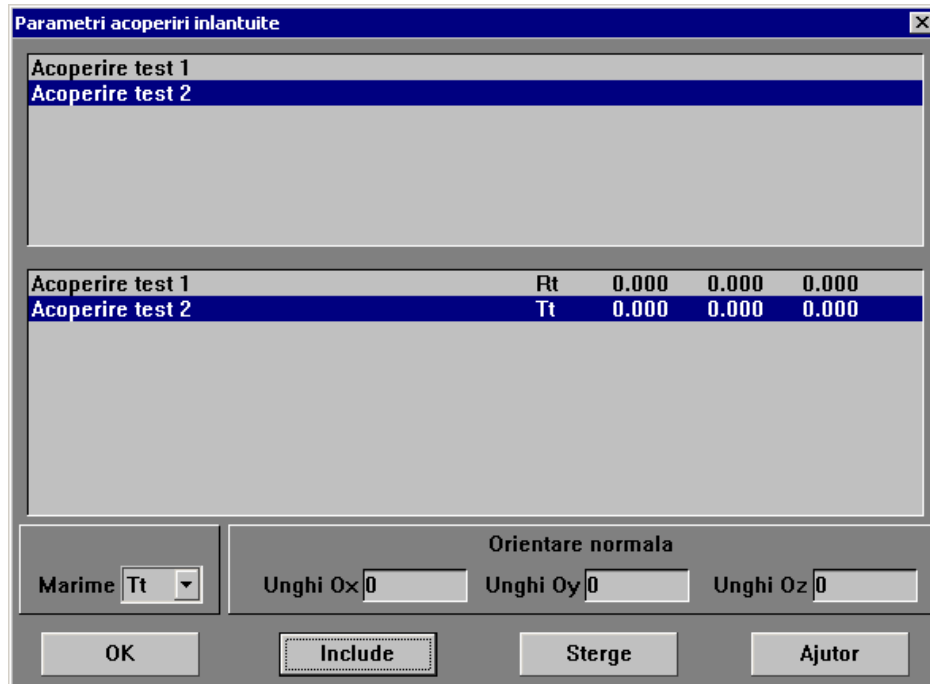 Parametri acoperiri inlantuite
Acoperire test 1
Acoperire test 2
Acoperire test 1 Rt 0.000 0.000 0.000
Acoperire test 2 Tt 0.000 0.000 0.000
Orientare normala
Marime Tt Unghi Ox 0 Unghi Oy 0 Unghi Oz 0
OK Include Sterge Ajutor